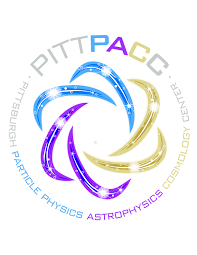 PITTPACC
· PITTSBURGH PARTICLE PHYSICS ASTROPHYSICS COSMOLOGY CENTER ·